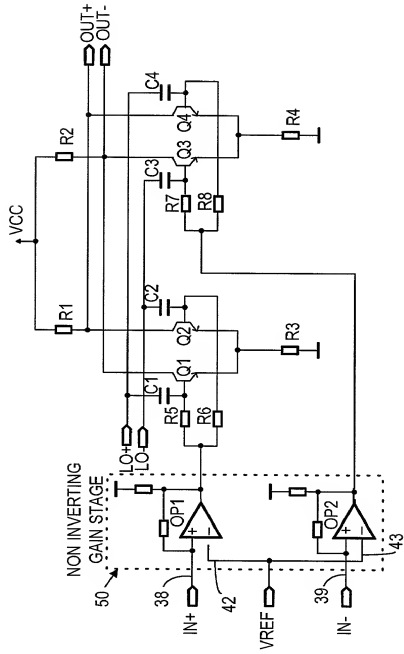 OUT+
OUT-
VCC
R1
R2
LO+
LO-
C1
C2
C3
C4
Q1
Q2
Q3
Q4
R5
R6
R7
R8
R3
R4
NON INVERTING
GAIN STAGE
50
OP1
+
-
OP2
+
-
38
42
39
43
IN+
VREF
IN-